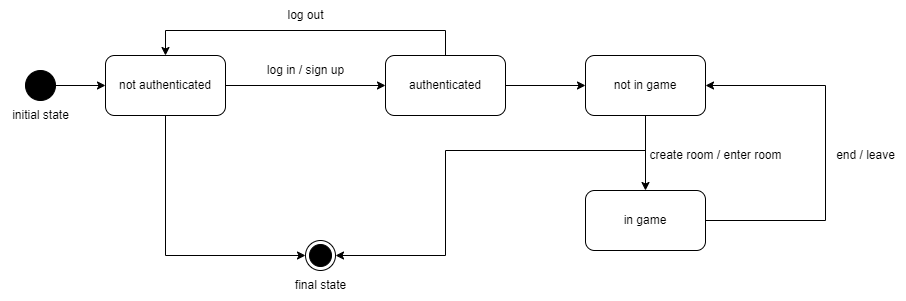 log out
not authenticated
log in / sign up
authenticated
not in game
initial state
create room / enter room
end / leave
in game
final state